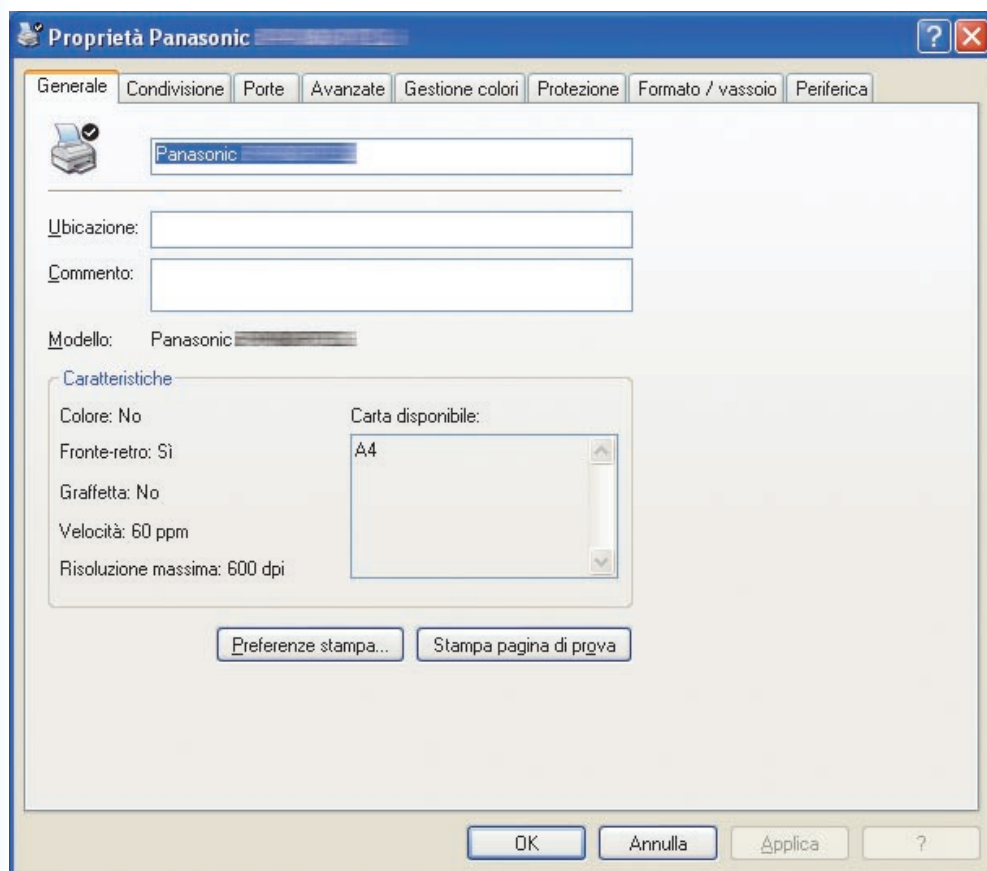 Proprietà Panasonic
Generale Condivisione Porte Avanzate Gestione colori Protezione Formato / vassoio Periferica
Panasonic
Ubicazione:
Commento:
Modello: Panasonic
Caratteristiche
Colore: No
Fronte-retro: Sì
Graffetta: No
Velocità: 60 ppm
Risoluzione massima: 600 dpi
Carta disponibile:
A4
Preferenze stampa... Stampa pagina di prova
OK Annulla Applica ?